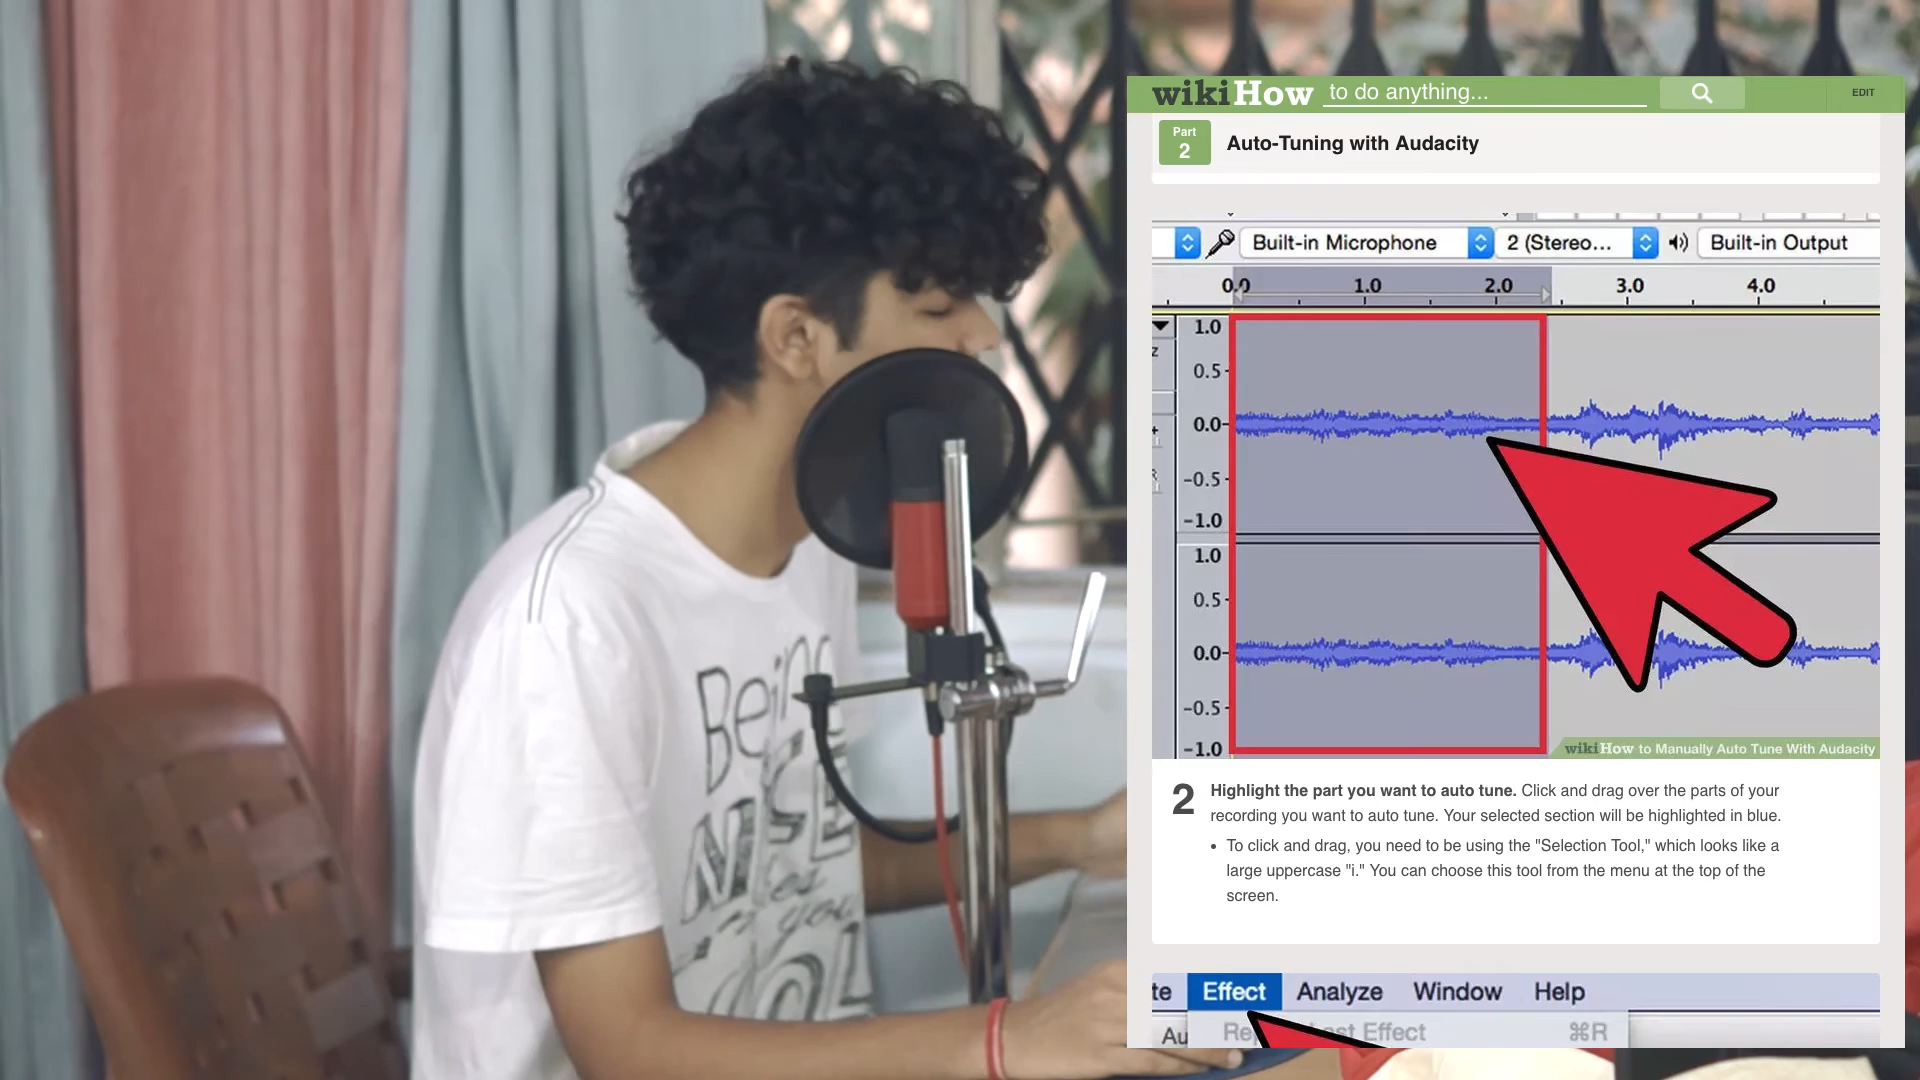 Being
NICE
wikiHow to do anything...
EDIT
Part
2
Auto-Tuning with Audacity
Built-in Microphone 2 (Stereo... Built-in Output
0.0 1.0 2.0 3.0 4.0
1.0
0.5
0.0
-0.5
-1.0
1.0
0.5
0.0
-0.5
-1.0
wikiHow to Manually Auto Tune With Audacity
2 Highlight the part you want to auto tune. Click and drag over the parts of your
recording you want to auto tune. Your selected section will be highlighted in blue.
• To click and drag, you need to be using the "Selection Tool," which looks like a
large uppercase "i." You can choose this tool from the menu at the top of the
screen.
te Effect Analyze Window Help
Au Last Effect ⌘R